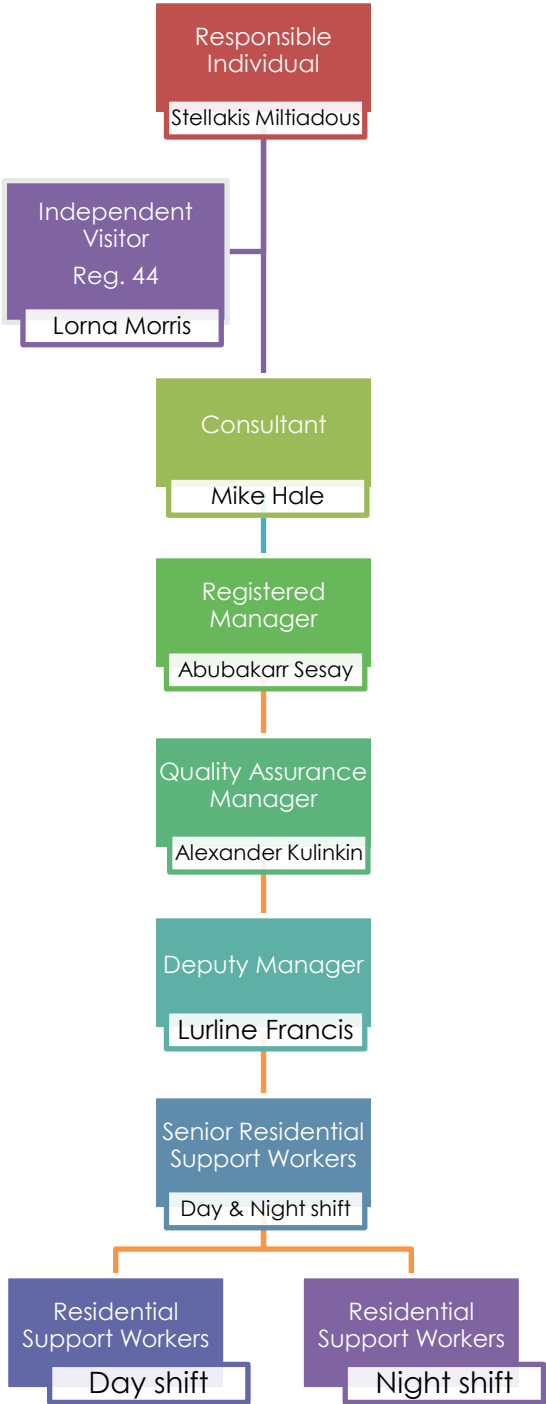 Responsible
Individual
Stellakis Miltiadous
Independent
Visitor
Reg. 44
Lorna Morris
Consultant
Mike Hale
Registered
Manager
Abubakarr Sesay
Quality Assurance
Manager
Alexander Kulinkin
Deputy Manager
Lurline Francis
Senior Residential
Support Workers
Day & Night shift
Residential
Support Workers
Day shift
Residential
Support Workers
Night shift